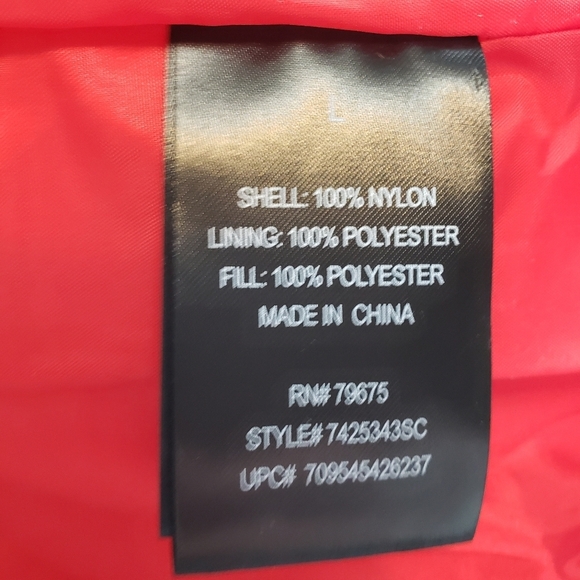 L
SHELL: 100% NYLON
LINING: 100% POLYESTER
FILL: 100% POLYESTER
MADE IN CHINA
RN# 79675
STYLE# 7425343SC
UPC# 709545426237